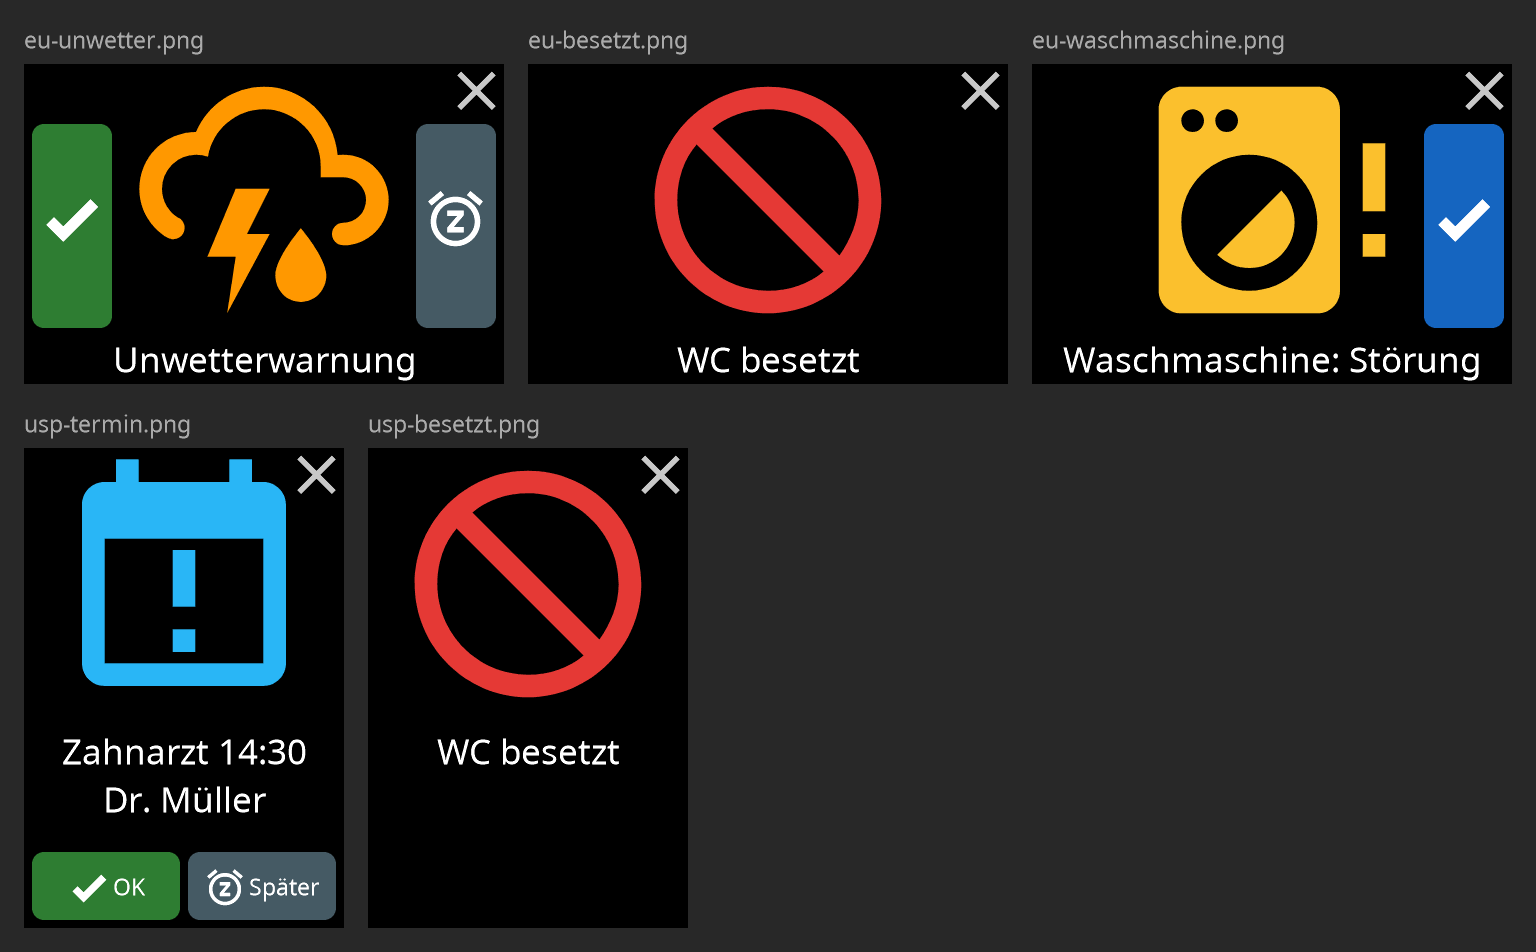 eu-unwetter.png
eu-besetzt.png
eu-waschmaschine.png
Unwetterwarnung
WC besetzt
Waschmaschine: Störung
usp-termin.png
usp-besetzt.png
Zahnarzt 14:30
Dr. Müller
WC besetzt
OK
Später